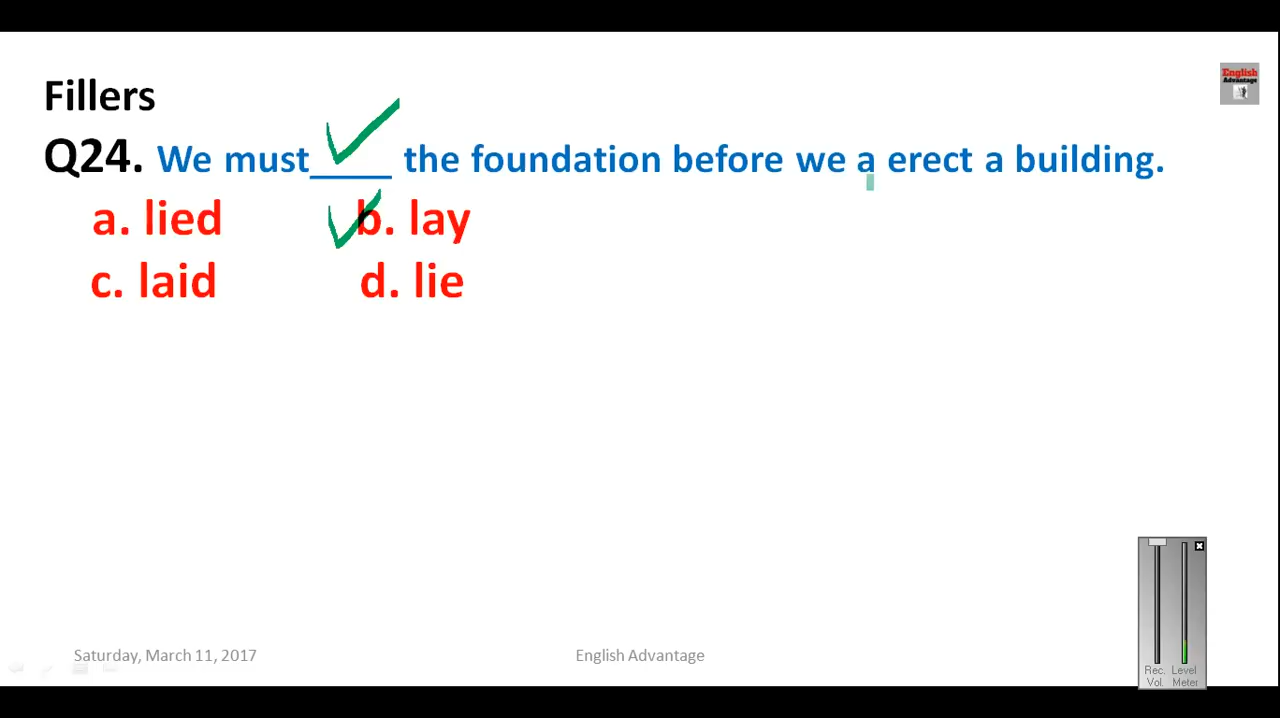 English
Advantage
Fillers
Q24. We must____ the foundation before we a erect a building.
a. lied b. lay
c. laid d. lie
Rec. Level
Vol. Meter
Saturday, March 11, 2017 English Advantage